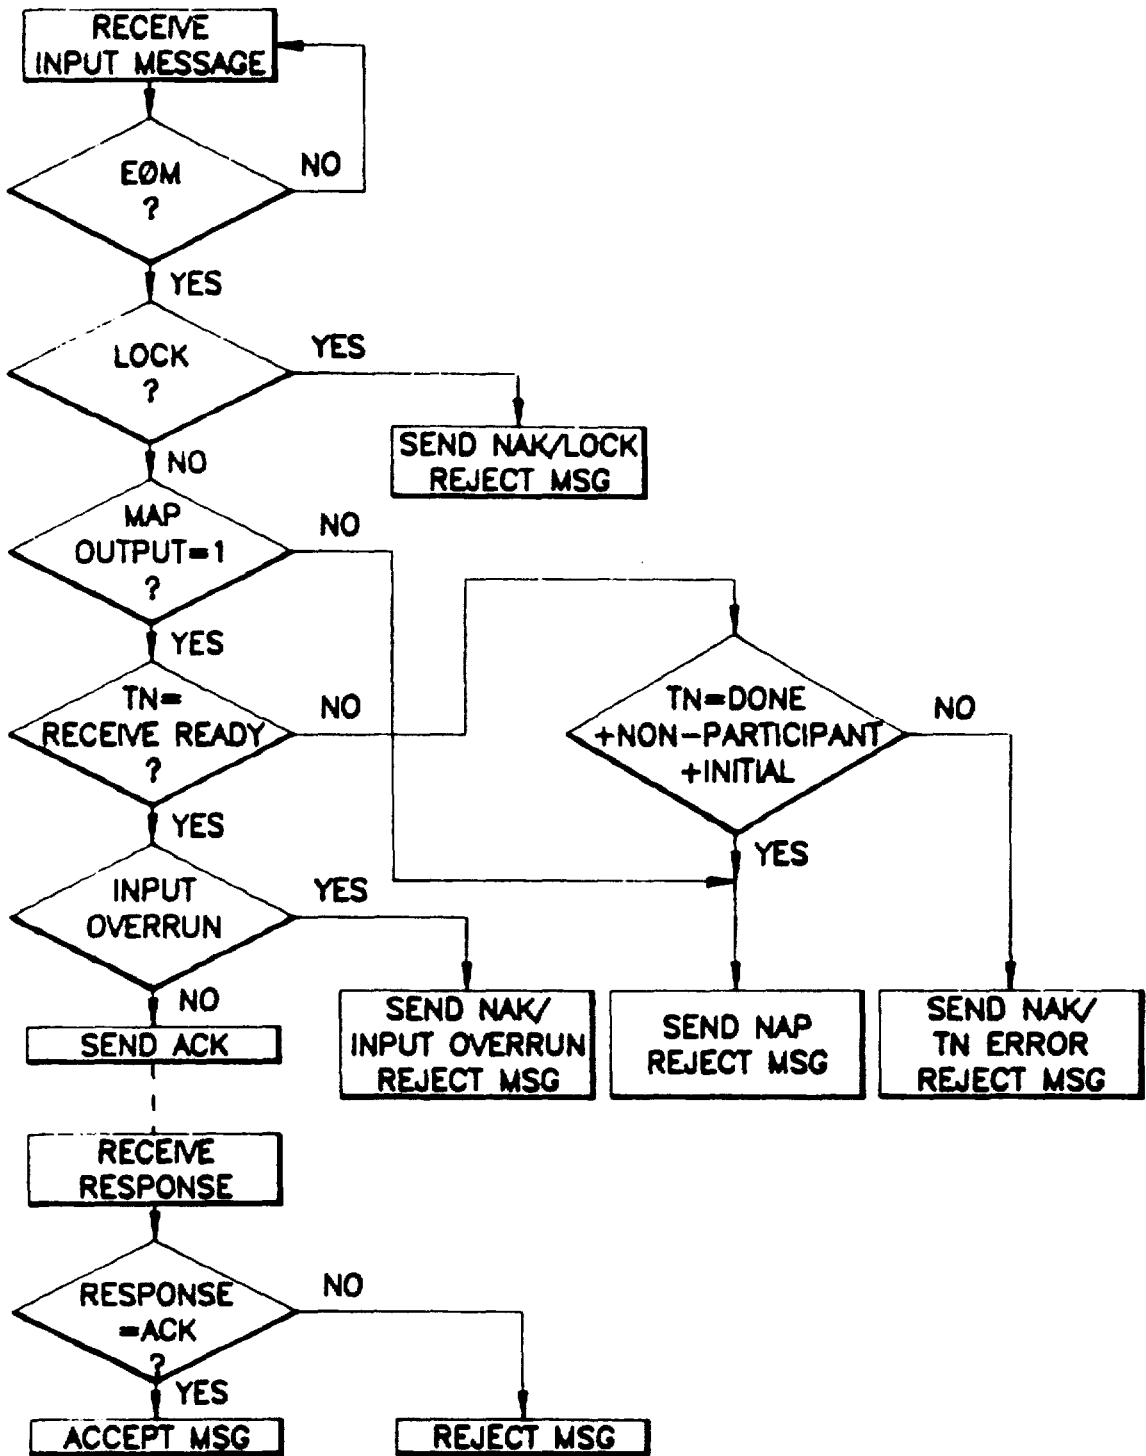 RECEIVE
INPUT MESSAGE
EØM
?
NO
YES
LOCK
?
YES
SEND NAK/LOCK
REJECT MSG
NO
MAP
OUTPUT=1
?
NO
YES
TN=
RECEIVE READY
?
NO
TN=DONE
+NON-PARTICIPANT
+INITIAL
NO
YES
YES
INPUT
OVERRUN
YES
NO
SEND NAK/
INPUT OVERRUN
REJECT MSG
SEND NAP
REJECT MSG
SEND NAK/
TN ERROR
REJECT MSG
SEND ACK
RECEIVE
RESPONSE
RESPONSE
=ACK
?
NO
YES
ACCEPT MSG
REJECT MSG